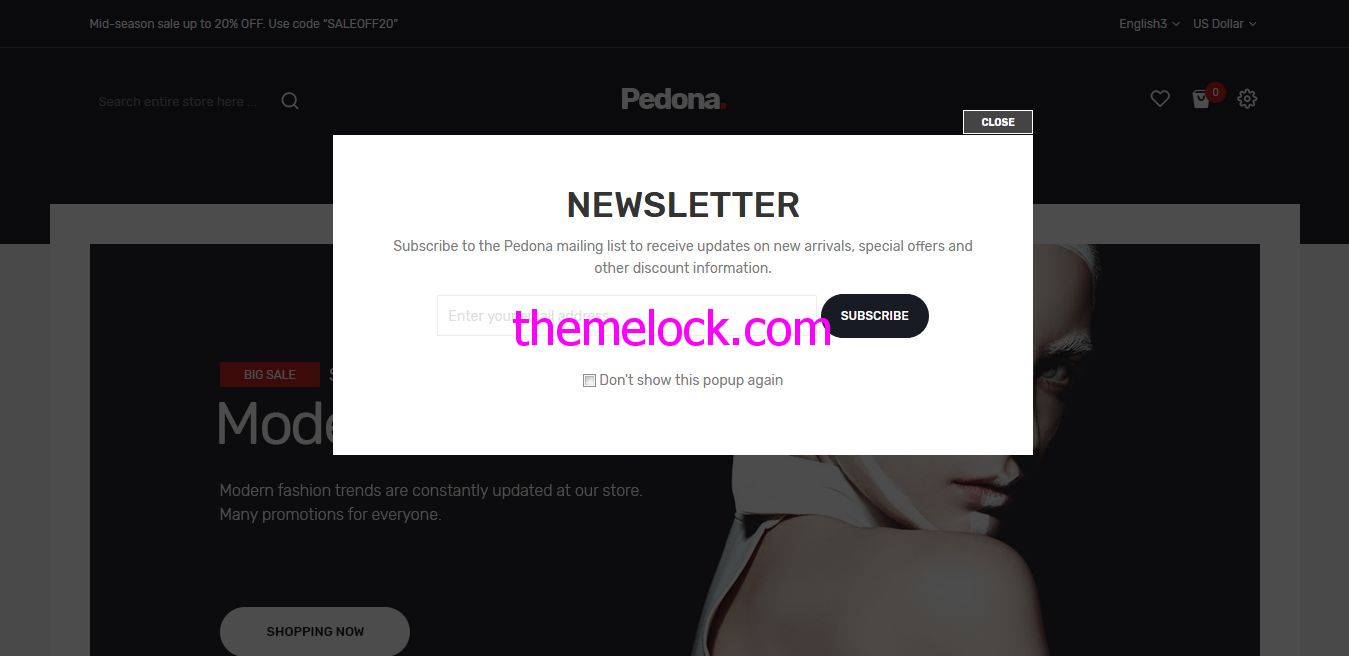 Mid-season sale up to 20% OFF. Use code “SALEOFF20”
English3 US Dollar
Search entire store here ...
Pedona.
0
CLOSE
NEWSLETTER
Subscribe to the Pedona mailing list to receive updates on new arrivals, special offers and
other discount information.
Enter your email address
SUBSCRIBE
themelock.com
Don't show this popup again
BIG SALE
Mode
Modern fashion trends are constantly updated at our store.
Many promotions for everyone.
SHOPPING NOW